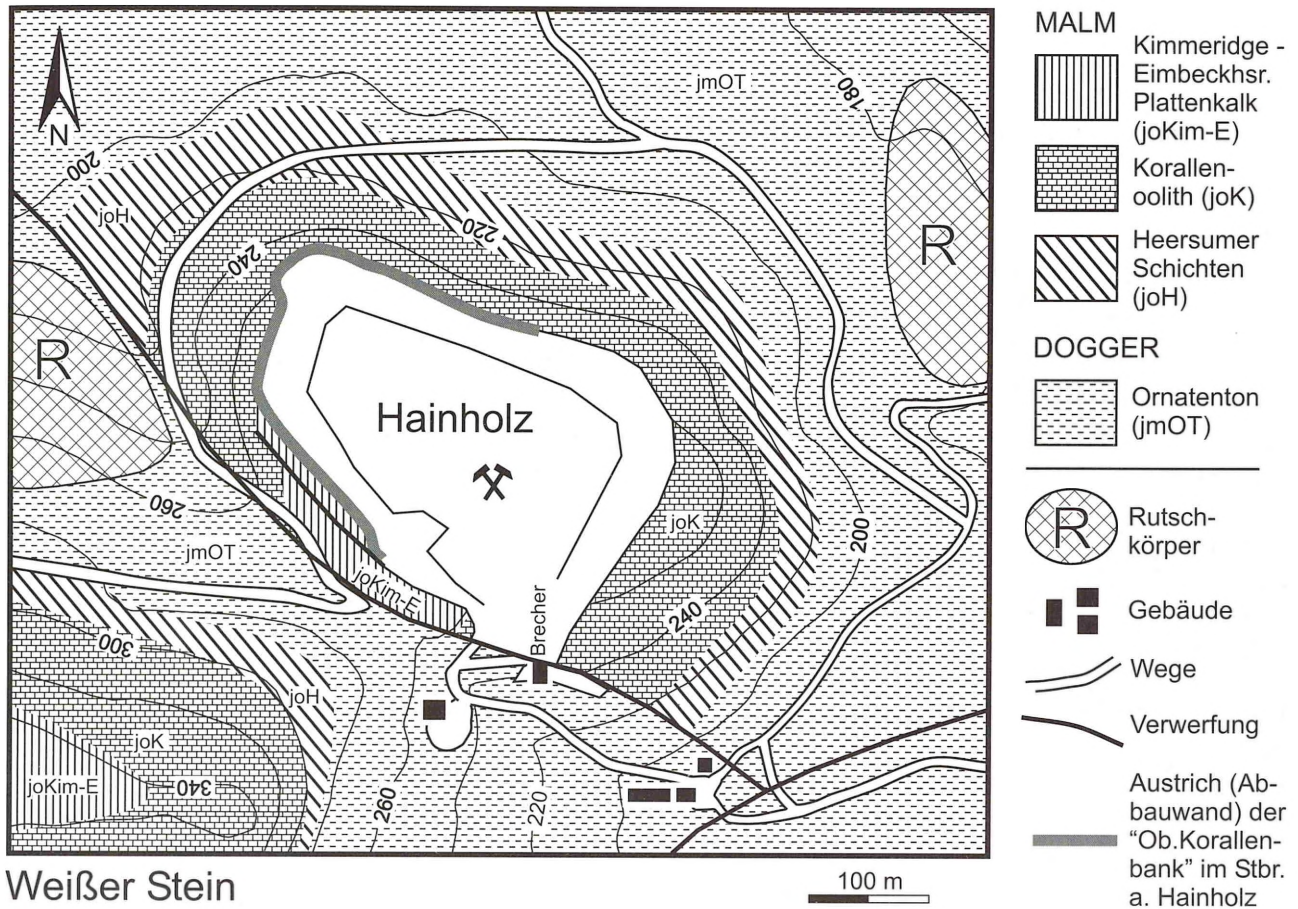 N
jmOT
180
200
joH
220
R
240
R
Hainholz
joK
200
260
jmOT
joKim-E
Brecher
240
300
joH
joK
joKim-E
340
260
220
Weißer Stein
100 m
MALM
Kimmeridge -
Eimbeckhsr.
Plattenkalk
(joKim-E)
Korallen-
oolith (joK)
Heersumer
Schichten
(joH)
DOGGER
Ornatenton
(jmOT)
R
Rutsch-
körper
Gebäude
Wege
Verwerfung
Austrich (Ab-
bauwand) der
“Ob.Korallen-
bank” im Stbr.
a. Hainholz